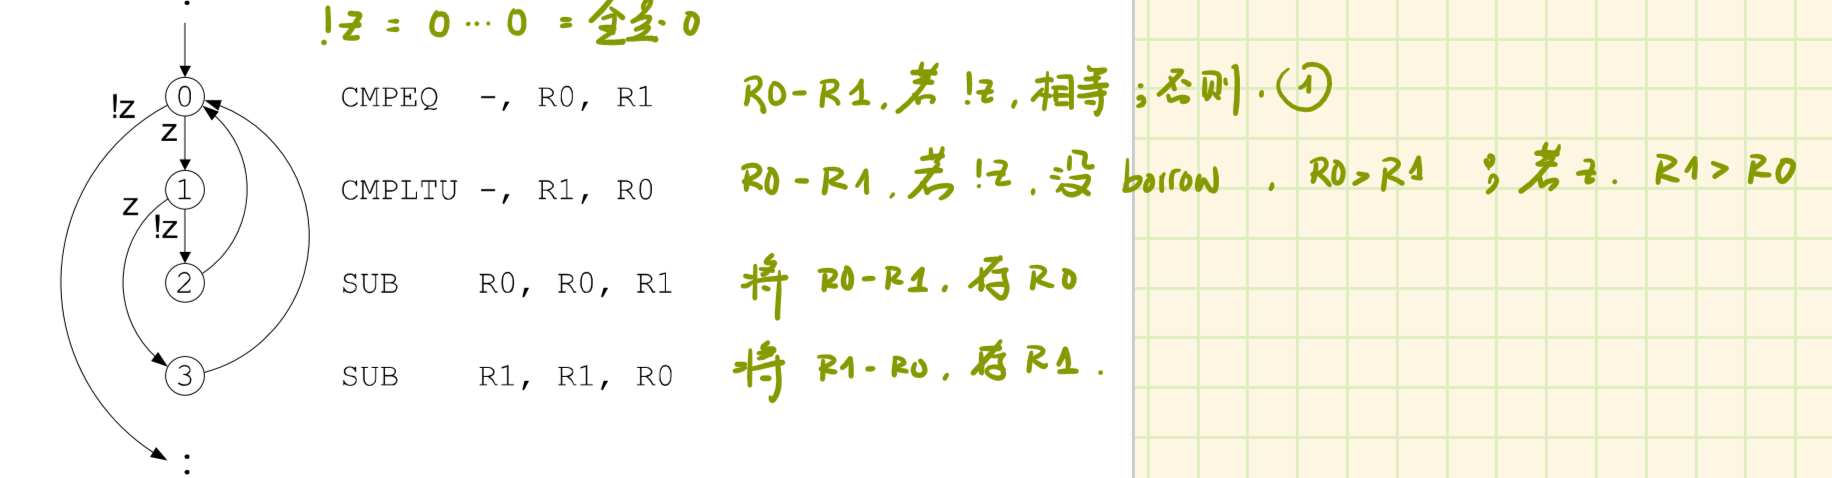 !z = 0 ... 0 = 全是 0
0 CMPEQ -, R0, R1 R0-R1. 若 !z, 相等; 否则. ①
!z
z
1 CMPLTU -, R1, R0 R0-R1. 若 !z. 没 borrow. R0>R1 ; 若 z. R1>R0
z
!z
2 SUB R0, R0, R1 将 R0-R1. 存 R0
3 SUB R1, R1, R0 将 R1-R0. 存 R1.
: